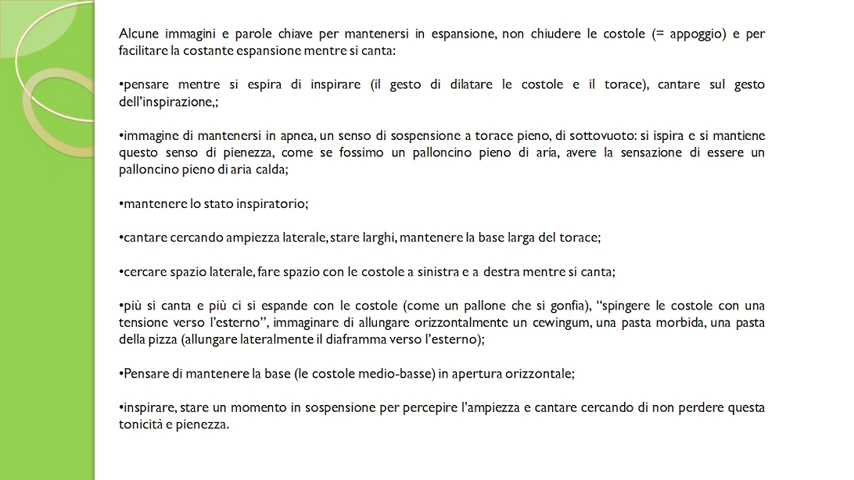 Alcune immagini e parole chiave per mantenersi in espansione, non chiudere le costole (= appoggio) e per
facilitare la costante espansione mentre si canta:
•pensare mentre si espira di inspirare (il gesto di dilatare le costole e il torace), cantare sul gesto
dell'inspirazione,;
•immagine di mantenersi in apnea, un senso di sospensione a torace pieno, di sottovuoto: si ispira e si mantiene
questo senso di pienezza, come se fossimo un palloncino pieno di aria, avere la sensazione di essere un
palloncino pieno di aria calda;
•mantenere lo stato inspiratorio;
•cantare cercando ampiezza laterale, stare larghi, mantenere la base larga del torace;
•cercare spazio laterale, fare spazio con le costole a sinistra e a destra mentre si canta;
•più si canta e più ci si espande con le costole (come un pallone che si gonfia), “spingere le costole con una
tensione verso l'esterno”, immaginare di allungare orizzontalmente un cewingum, una pasta morbida, una pasta
della pizza (allungare lateralmente il diaframma verso l'esterno);
•Pensare di mantenere la base (le costole medio-basse) in apertura orizzontale;
•inspirare, stare un momento in sospensione per percepire l'ampiezza e cantare cercando di non perdere questa
tonicità e pienezza.